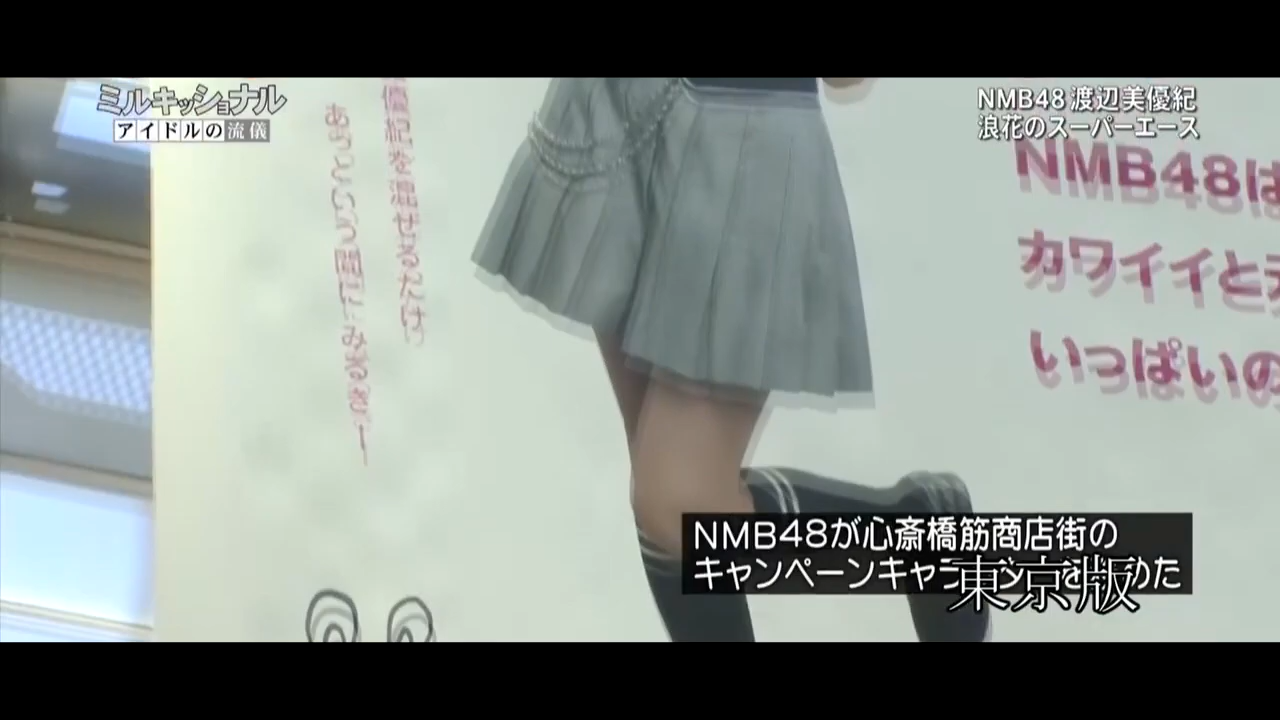 ミルキッショナル
アイドルの流儀
NMB48 渡辺美優紀
浪花のスーパーエース
優紀を混ぜるだけ
あっという間にみるきー
NMB48は
カワイイと
いっぱいの
NMB48が心斎橋筋商店街の
キャンペーンキャラ
めた
東京版